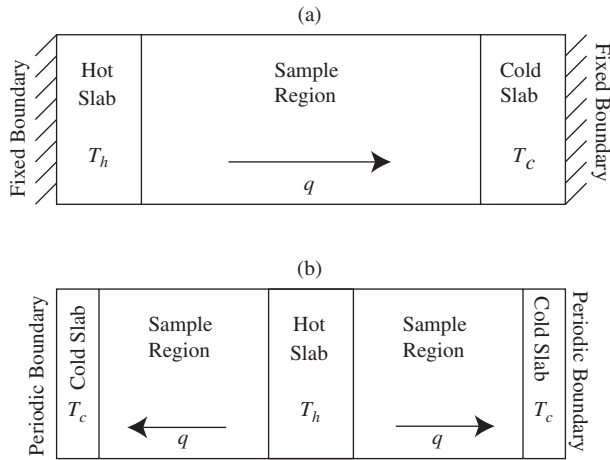 (a)
Fixed Boundary
Hot
Slab
T_h
Sample
Region
q
Cold
Slab
T_c
Fixed Boundary
(b)
Periodic Boundary
Cold Slab
T_c
Sample
Region
q
Hot
Slab
T_h
Sample
Region
q
Cold Slab
T_c
Periodic Boundary